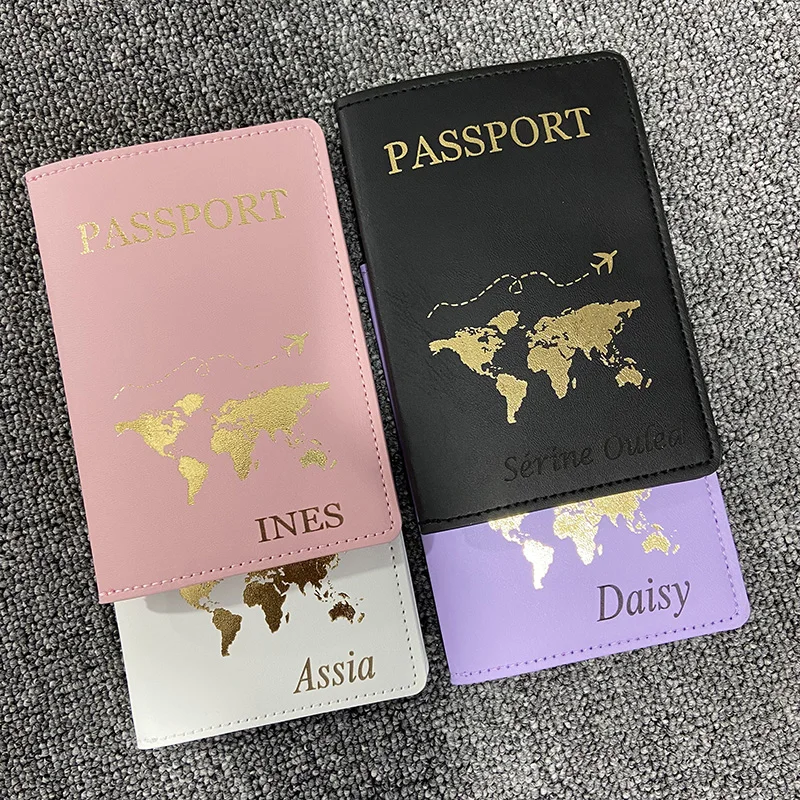 PASSPORT
INES
Assia
PASSPORT
Sérine Oulea
Daisy